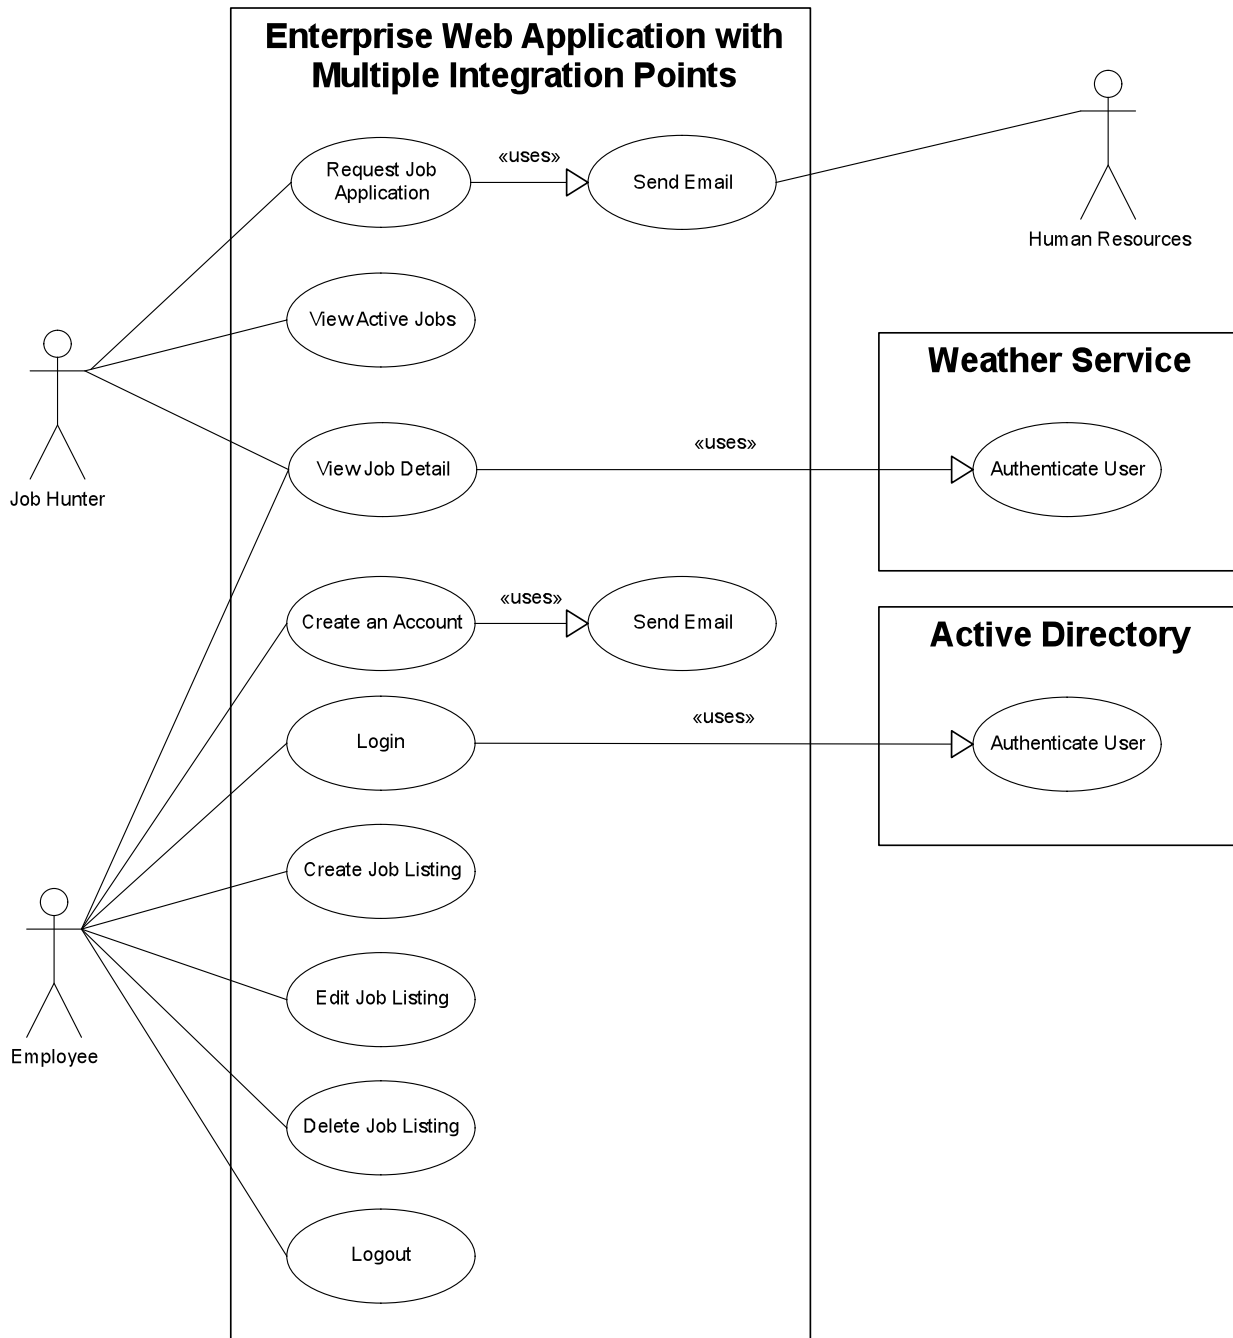 Enterprise Web Application with
Multiple Integration Points
Request Job
Application
«uses»
Send Email
Human Resources
View Active Jobs
Job Hunter
View Job Detail
«uses»
Weather Service
Authenticate User
Create an Account
«uses»
Send Email
Active Directory
Login
«uses»
Authenticate User
Create Job Listing
Employee
Edit Job Listing
Delete Job Listing
Logout